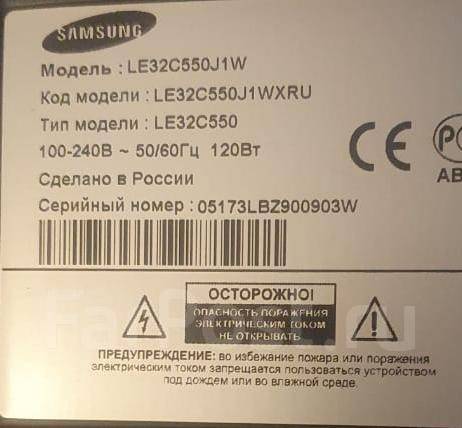 SAMSUNG
Модель : LE32C550J1W
Код модели : LE32C550J1WXRU
Тип модели : LE32C550
100-240В ~ 50/60Гц 120Вт
Сделано в России
Серийный номер : 05173LBZ900903W
CE
АВ
ОСТОРОЖНО!
ОПАСНОСТЬ ПОРАЖЕНИЯ
ЭЛЕКТРИЧЕСКИМ ТОКОМ
НЕ ОТКРЫВАТЬ
ПРЕДУПРЕЖДЕНИЕ: во избежание пожара или поражения
электрическим током запрещается пользоваться устройством
под дождем или во влажной среде.